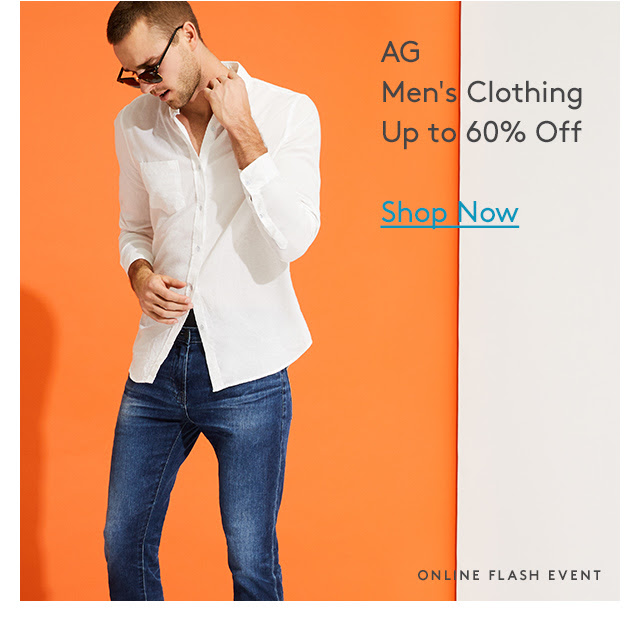 AG
Men's Clothing
Up to 60% Off
Shop Now
ONLINE FLASH EVENT